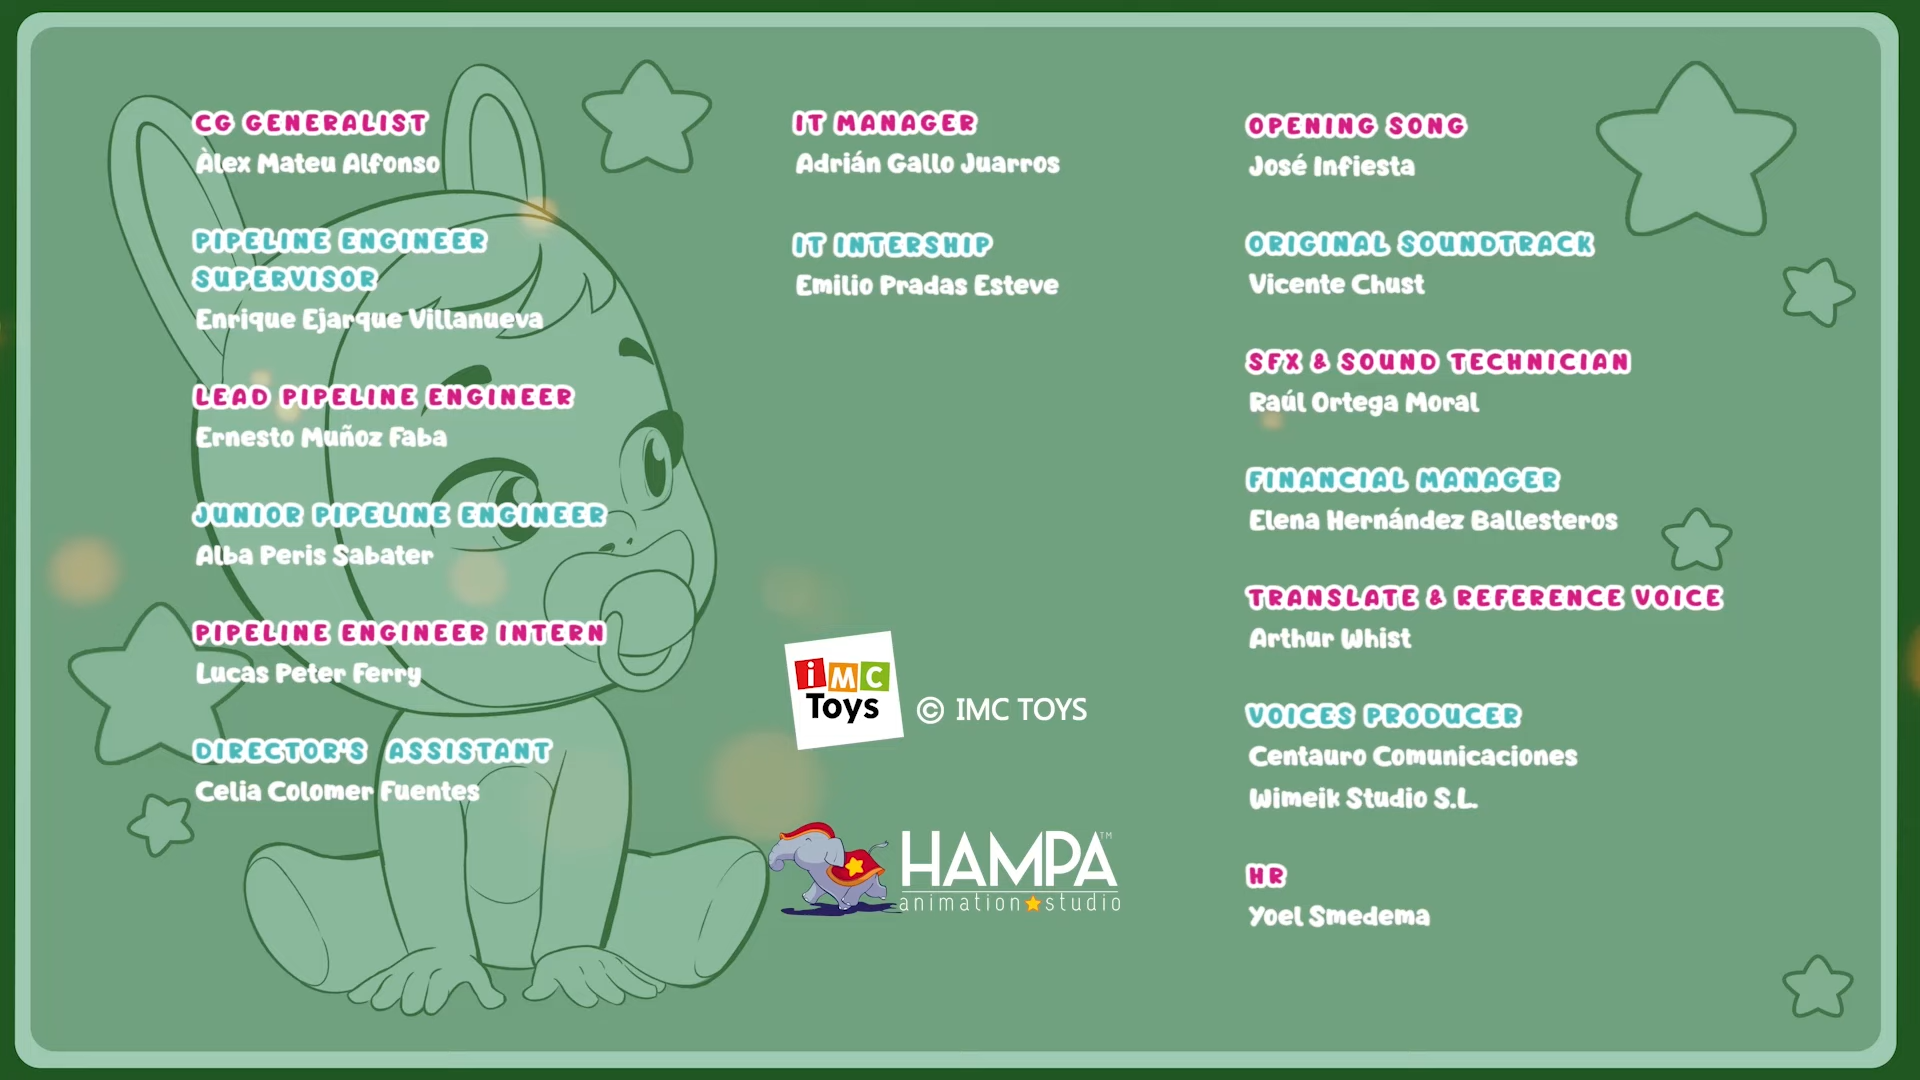 CG GENERALIST
Àlex Mateu Alfonso
PIPELINE ENGINEER
SUPERVISOR
Enrique Ejarque Villanueva
LEAD PIPELINE ENGINEER
Ernesto Muñoz Faba
JUNIOR PIPELINE ENGINEER
Alba Peris Sabater
PIPELINE ENGINEER INTERN
Lucas Peter Ferry
DIRECTOR'S ASSISTANT
Celia Colomer Fuentes
IT MANAGER
Adrián Gallo Juarros
IT INTERSHIP
Emilio Pradas Esteve
iMC
Toys
© IMC TOYS
HAMPA™
animation studio
OPENING SONG
José Infiesta
ORIGINAL SOUNDTRACK
Vicente Chust
SFX & SOUND TECHNICIAN
Raúl Ortega Moral
FINANCIAL MANAGER
Elena Hernández Ballesteros
TRANSLATE & REFERENCE VOICE
Arthur Whist
VOICES PRODUCER
Centauro Comunicaciones
Wimeik Studio S.L.
HR
Yoel Smedema